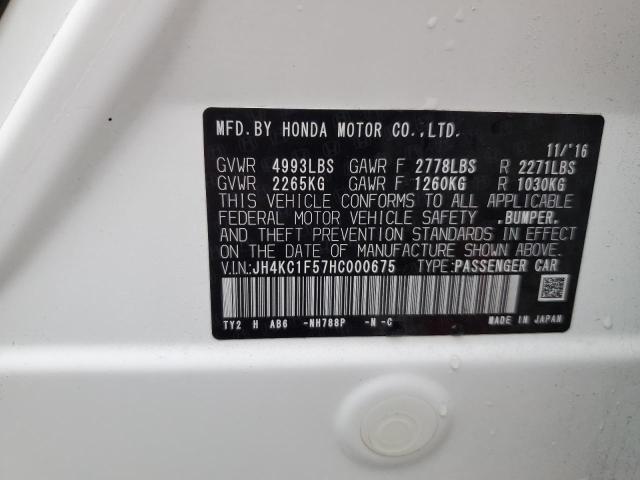 MFD.BY HONDA MOTOR CO.,LTD.
11/'16
GVWR 4993LBS GAWR F 2778LBS R 2271LBS
GVWR 2265KG GAWR F 1260KG R 1030KG
THIS VEHICLE CONFORMS TO ALL APPLICABLE
FEDERAL MOTOR VEHICLE SAFETY ,BUMPER,
AND THEFT PREVENTION STANDARDS IN EFFECT
ON THE DATE OF MANUFACTURE SHOWN ABOVE.
V.I.N:JH4KC1F57HC000675 TYPE:PASSENGER CAR
TY2 H AB6 -NH788P -N -C MADE IN JAPAN